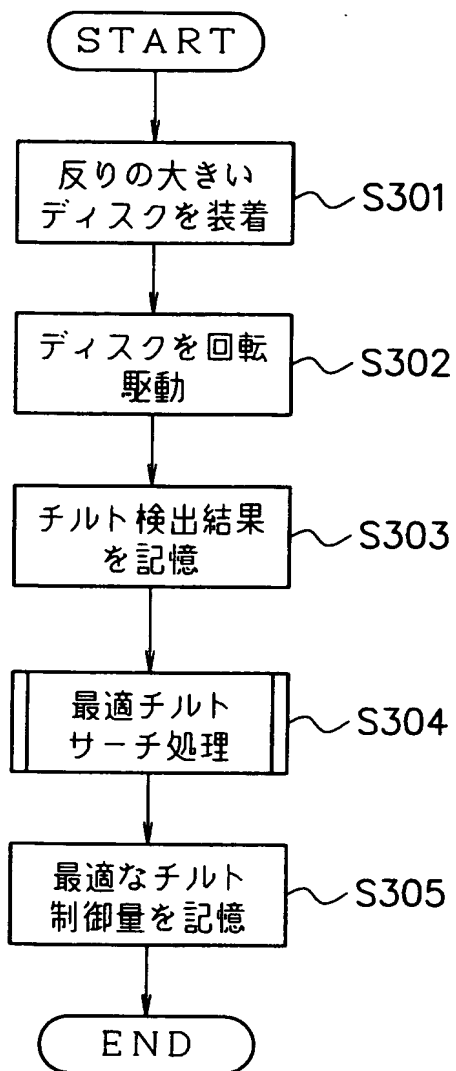 START
反りの大きい
ディスクを装着
S301
ディスクを回転
駆動
S302
チルト検出結果
を記憶
S303
最適チルト
サーチ処理
S304
最適なチルト
制御量を記憶
S305
END